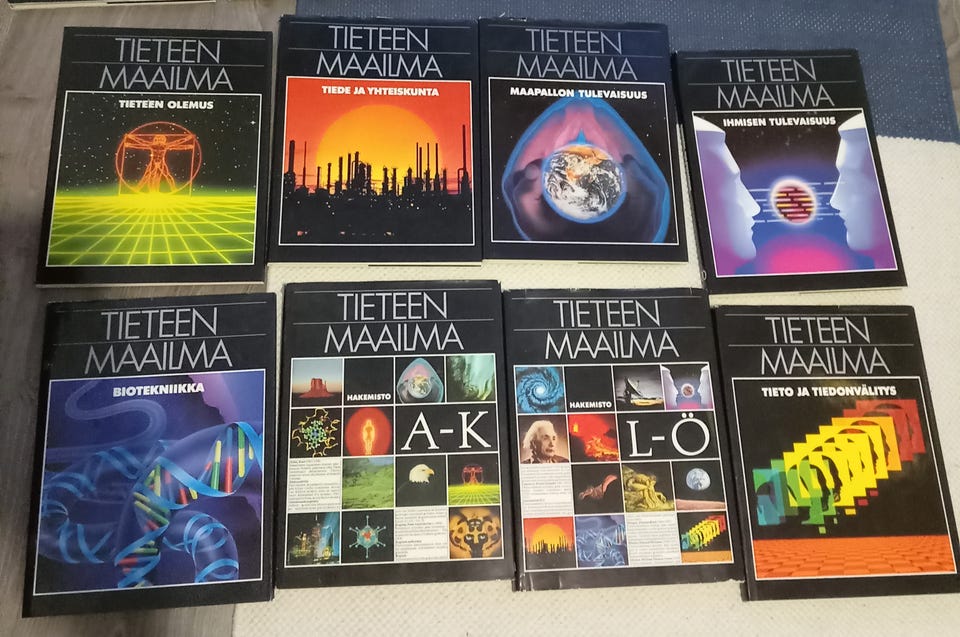 TIETEEN
MAAILMA
TIETEEN OLEMUS
TIETEEN
MAAILMA
TIEDE JA YHTEISKUNTA
TIETEEN
MAAILMA
MAAPALLON TULEVAISUUS
TIETEEN
MAAILMA
IHMISEN TULEVAISUUS
TIETEEN
MAAILMA
BIOTEKNIIKKA
TIETEEN
MAAILMA
HAKEMISTO
A-K
TIETEEN
MAAILMA
HAKEMISTO
L-Ö
TIETEEN
MAAILMA
TIETO JA TIEDONVÄLITYS